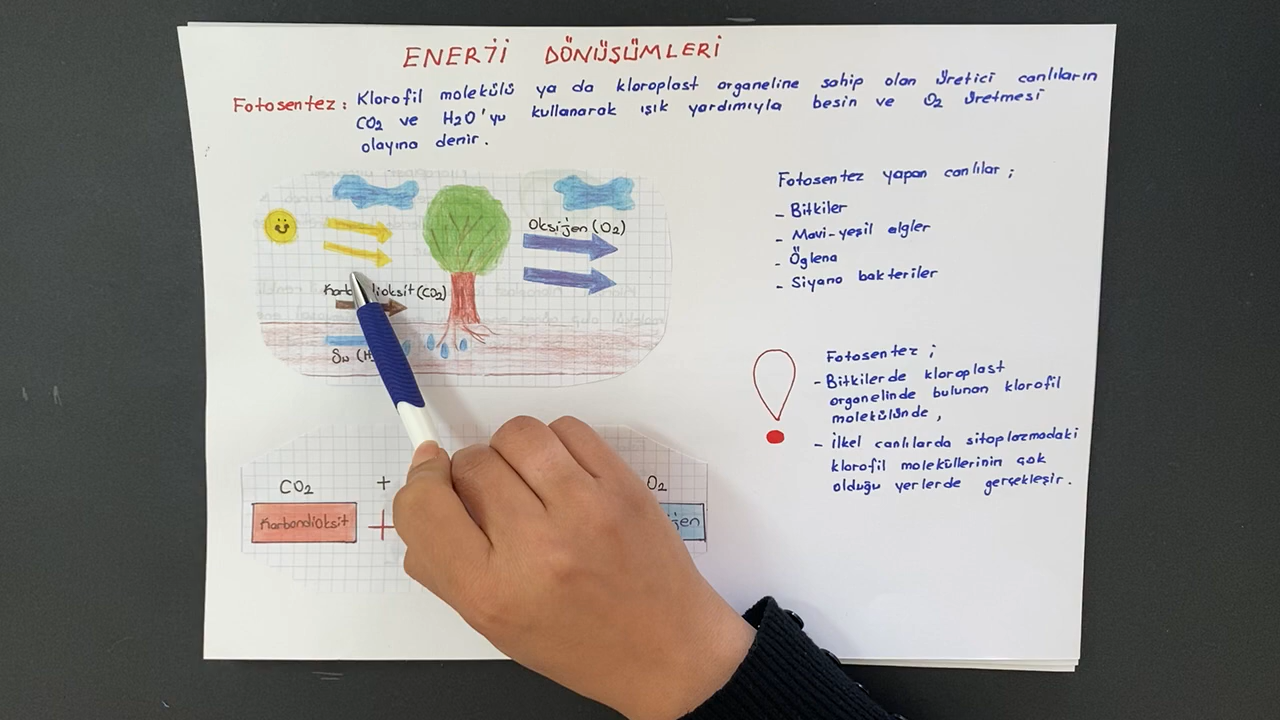 ENERJİ DÖNÜŞÜMLERİ
Fotosentez : Klorofil molekülü ya da kloroplast organeline sahip olan üretici canlıların
CO2 ve H2O'yu kullanarak ışık yardımıyla besin ve O2 üretmesi
olayına denir.
Oksijen (O2)
(CO2)
Su
Fotosentez yapan canlılar ;
- Bitkiler
- Mavi-yeşil algler
- Öglena
- Siyano bakteriler
Fotosentez ;
- Bitkilerde kloroplast
organelinde bulunan klorofil
molekülünde,
- İlkel canlılarda sitoplazmadaki
klorofil moleküllerinin çok
olduğu yerlerde gerçekleşir.
CO2 + O2
Karbondioksit +